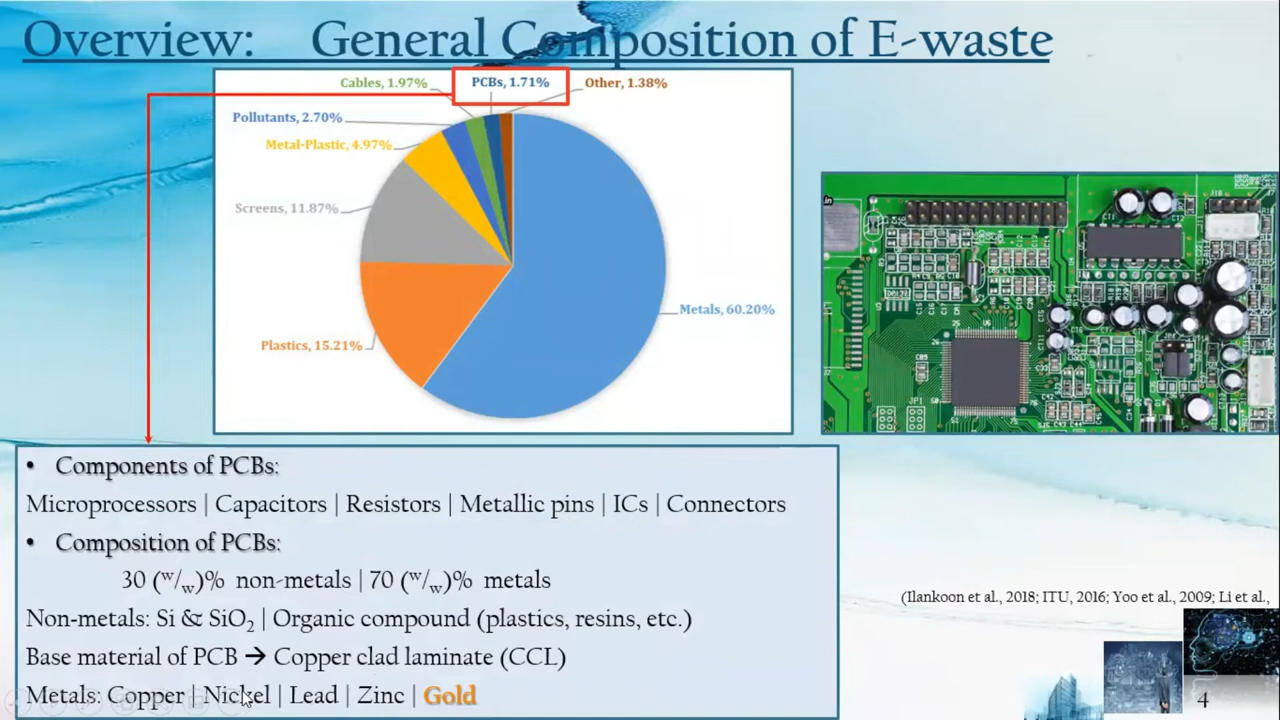 Overview: General Composition of E-waste
Cables, 1.97%
PCBs, 1.71%
Other, 1.38%
Pollutants, 2.70%
Metal-Plastic, 4.97%
Screens, 11.87%
Plastics, 15.21%
Metals, 60.20%
• Components of PCBs:
Microprocessors | Capacitors | Resistors | Metallic pins | ICs | Connectors
• Composition of PCBs:
30 (w/w)% non-metals | 70 (w/w)% metals
Non-metals: Si & SiO₂ | Organic compound (plastics, resins, etc.)
Base material of PCB → Copper clad laminate (CCL)
Metals: Copper | Nickel | Lead | Zinc | Gold
(Ilankoon et al., 2018; ITU, 2016; Yoo et al., 2009; Li et al.,
4